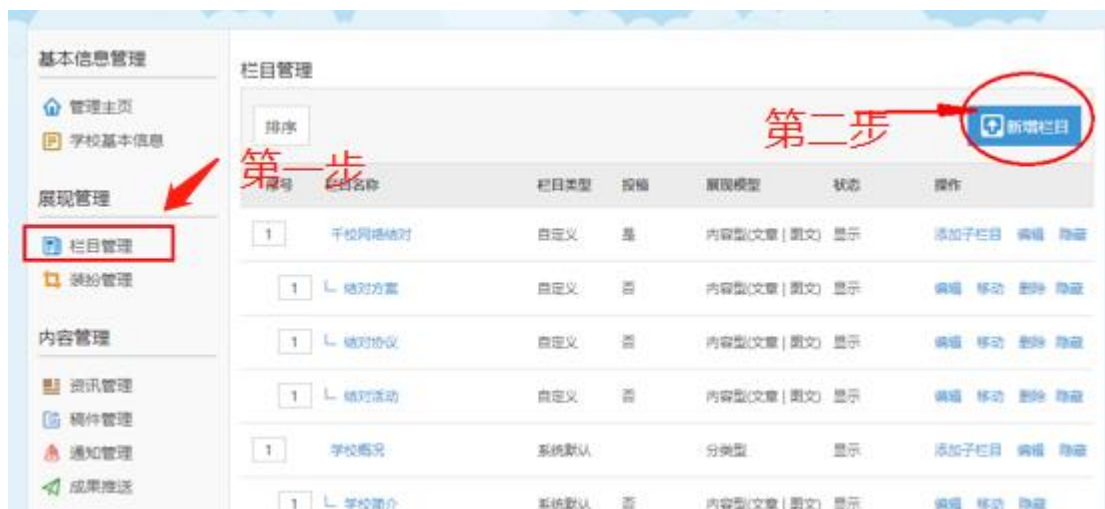 基本信息管理
管理主页
学校基本信息
展现管理
栏目管理
装扮管理
内容管理
资讯管理
稿件管理
通知管理
成果推送
栏目管理
排序
新增栏目
第一步
第二步
序号 栏目名称 栏目类型 投稿 展现模型 状态 操作
1 千校网络结对 自定义 是 内容型(文章 | 图文) 显示 添加子栏目 编辑 隐藏
1 结对方案 自定义 否 内容型(文章 | 图文) 显示 编辑 移动 删除 隐藏
1 结对协议 自定义 否 内容型(文章 | 图文) 显示 编辑 移动 删除 隐藏
1 结对活动 自定义 否 内容型(文章 | 图文) 显示 编辑 移动 删除 隐藏
1 学校概况 系统默认 分类型 显示 添加子栏目 编辑 隐藏
1 学校简介 系统默认 否 内容型(文章 | 图文) 显示 编辑 移动 隐藏